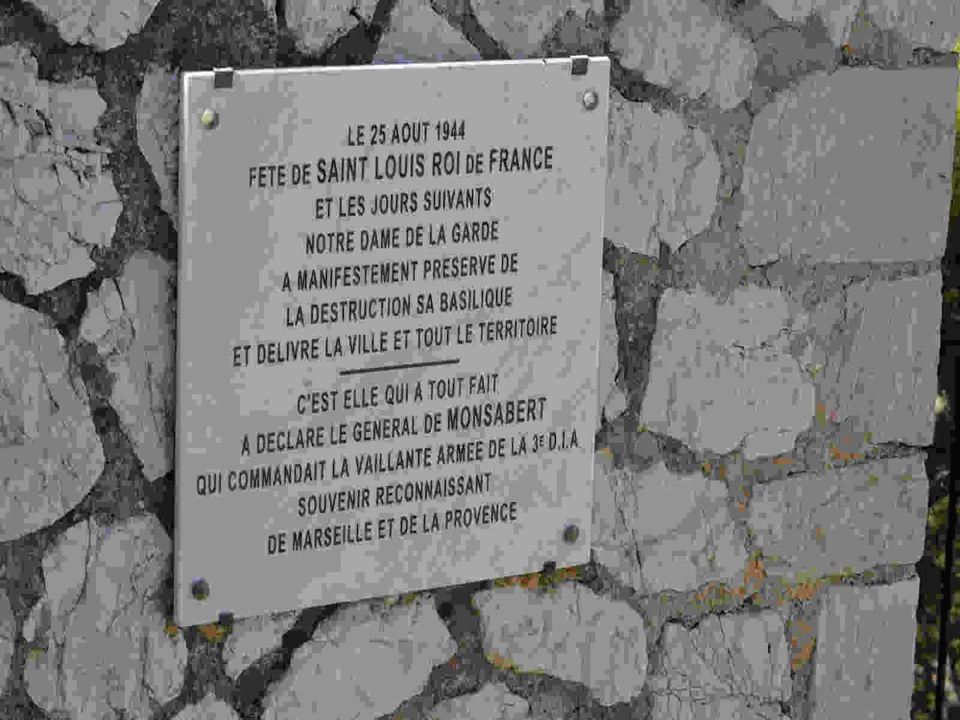 LE 25 AOUT 1944
FETE DE SAINT LOUIS ROI DE FRANCE
ET LES JOURS SUIVANTS
NOTRE DAME DE LA GARDE
A MANIFESTEMENT PRESERVE DE
LA DESTRUCTION SA BASILIQUE
ET DELIVRE LA VILLE ET TOUT LE TERRITOIRE
C'EST ELLE QUI A TOUT FAIT
A DECLARE LE GENERAL DE MONSABERT
QUI COMMANDAIT LA VAILLANTE ARMEE DE LA 3E D.I.A
SOUVENIR RECONNAISSANT
DE MARSEILLE ET DE LA PROVENCE